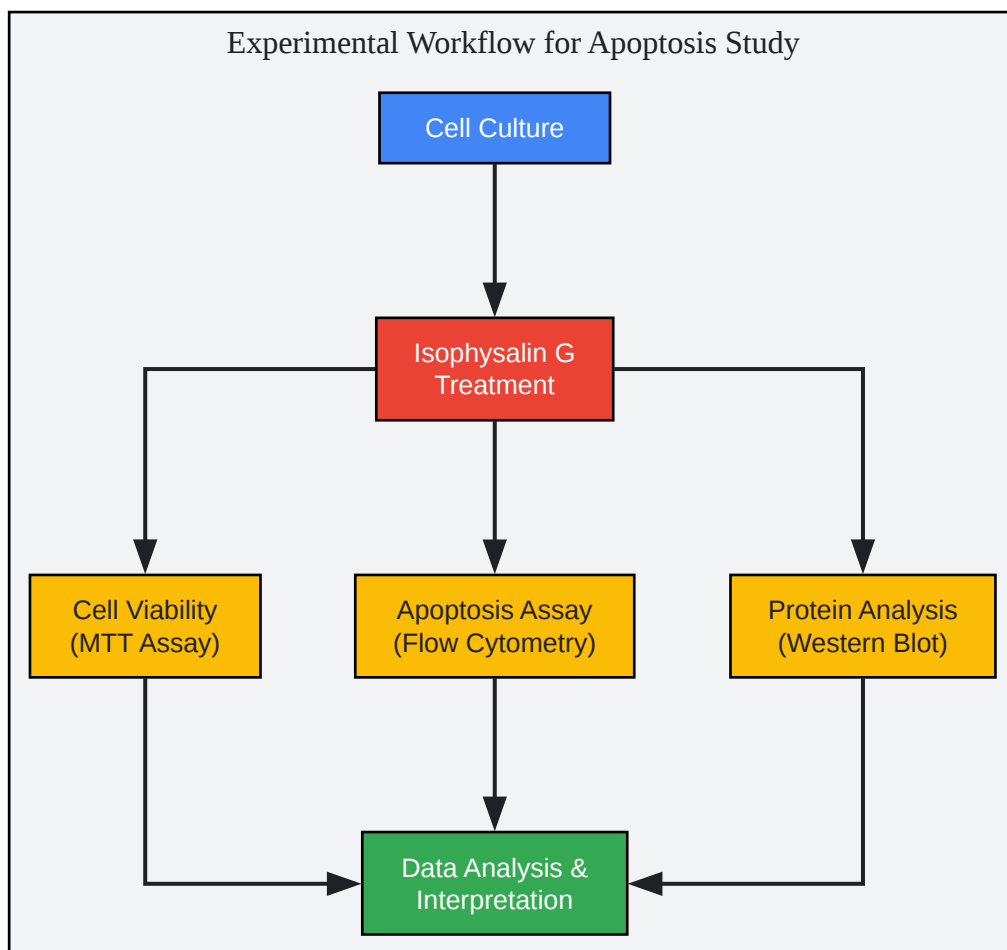 Experimental Workflow for Apoptosis Study
Cell Culture
Isophysalin G
Treatment
Cell Viability
(MTT Assay)
Apoptosis Assay
(Flow Cytometry)
Protein Analysis
(Western Blot)
Data Analysis &
Interpretation